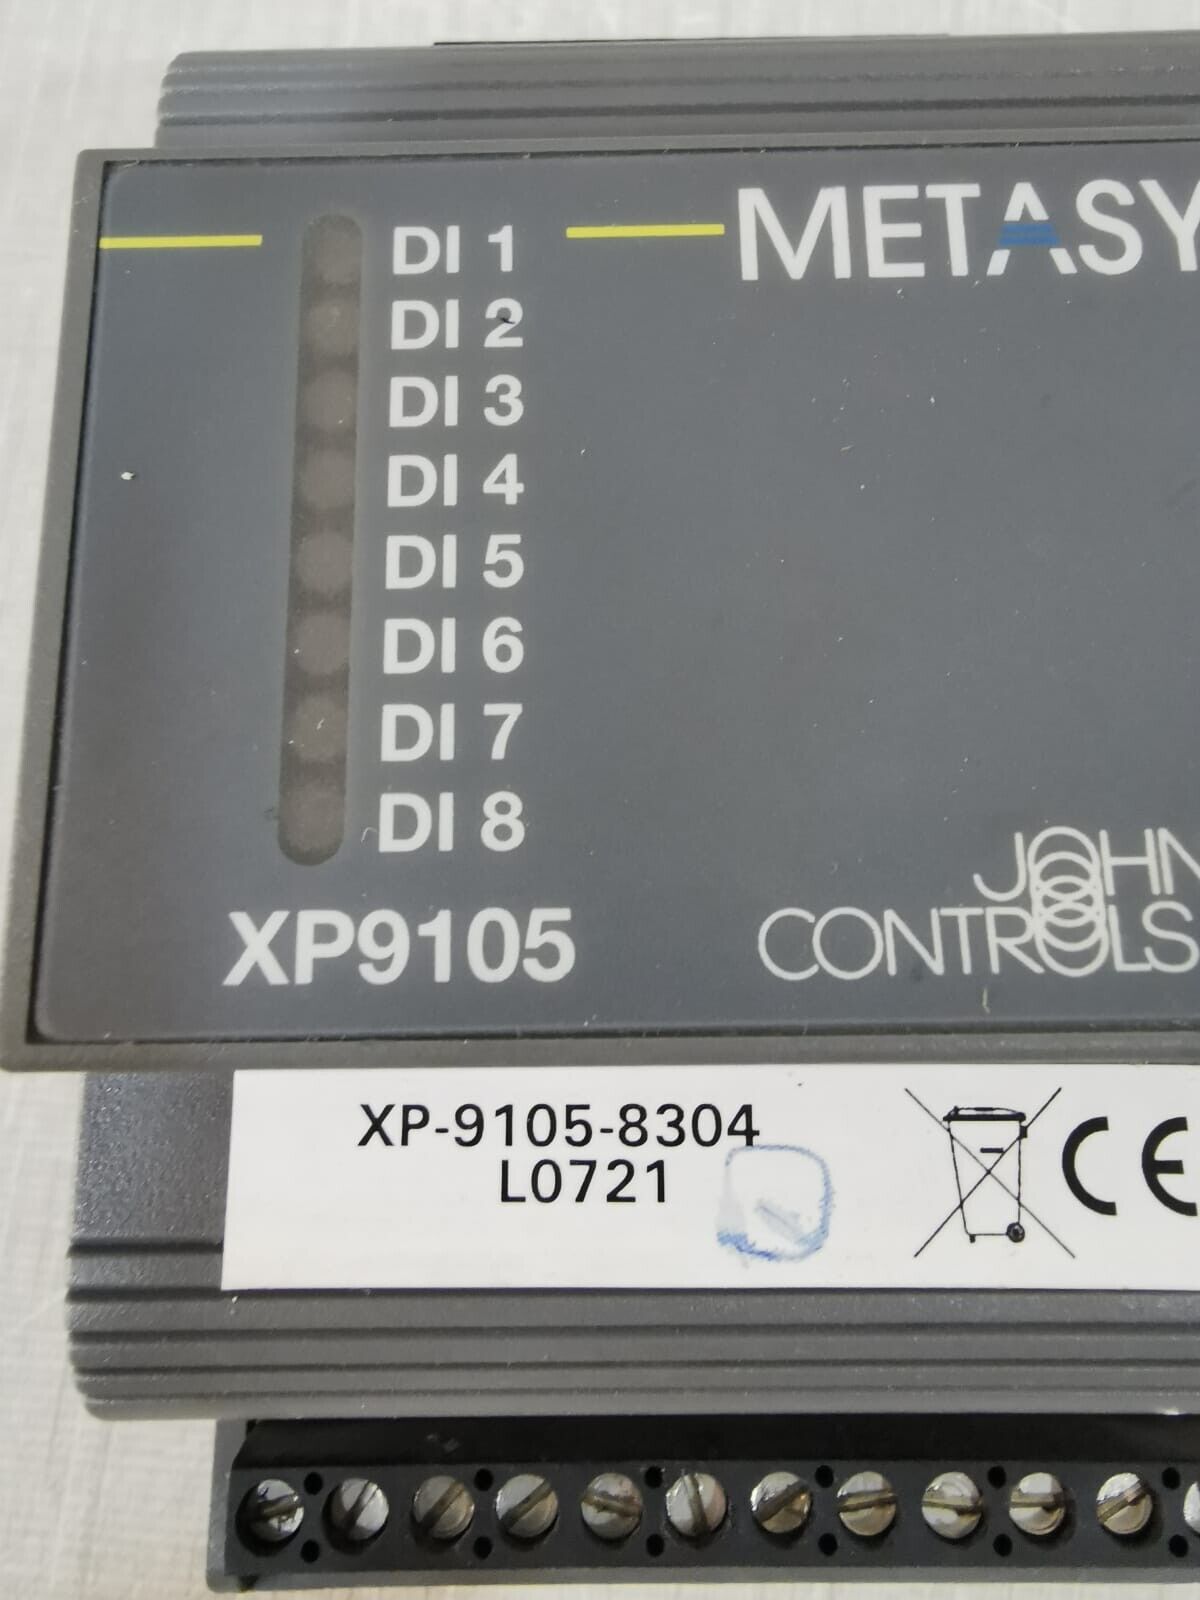 METASY
DI 1
DI 2
DI 3
DI 4
DI 5
DI 6
DI 7
DI 8
XP9105
JOHN
CONTROLS
XP-9105-8304
L0721
CE